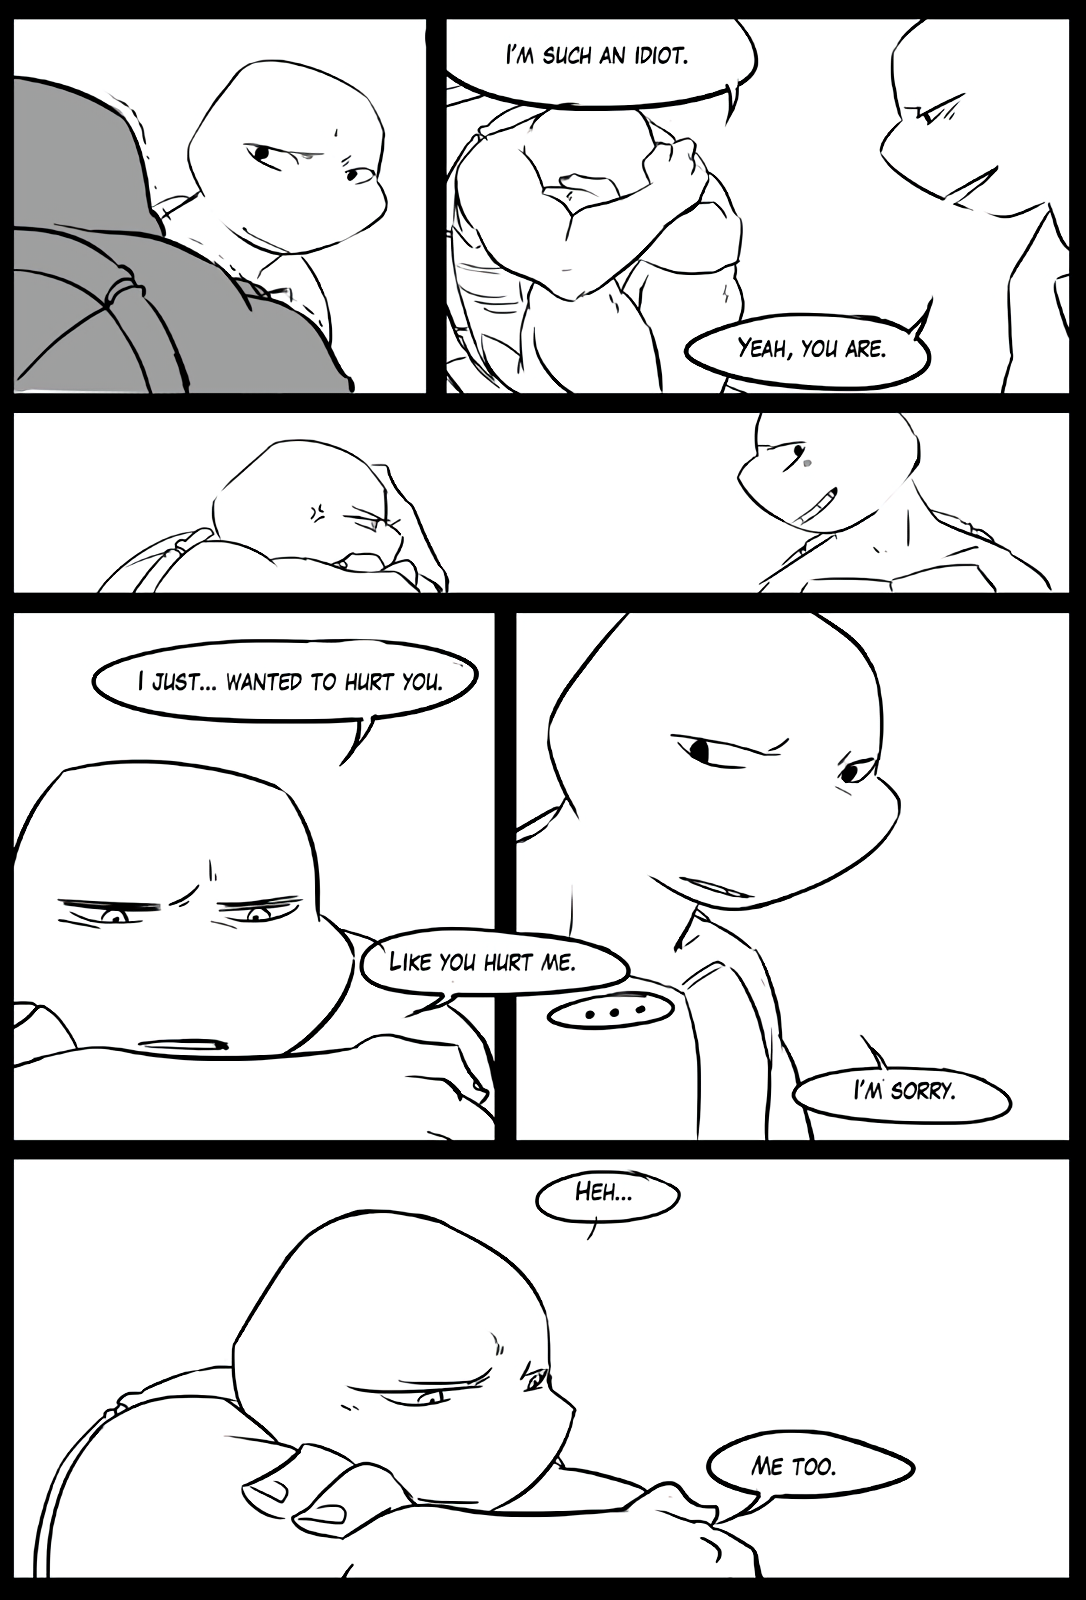 I'M SUCH AN IDIOT.
YEAH, YOU ARE.
I JUST... WANTED TO HURT YOU.
LIKE YOU HURT ME.
...
I'M SORRY.
HEH...
ME TOO.